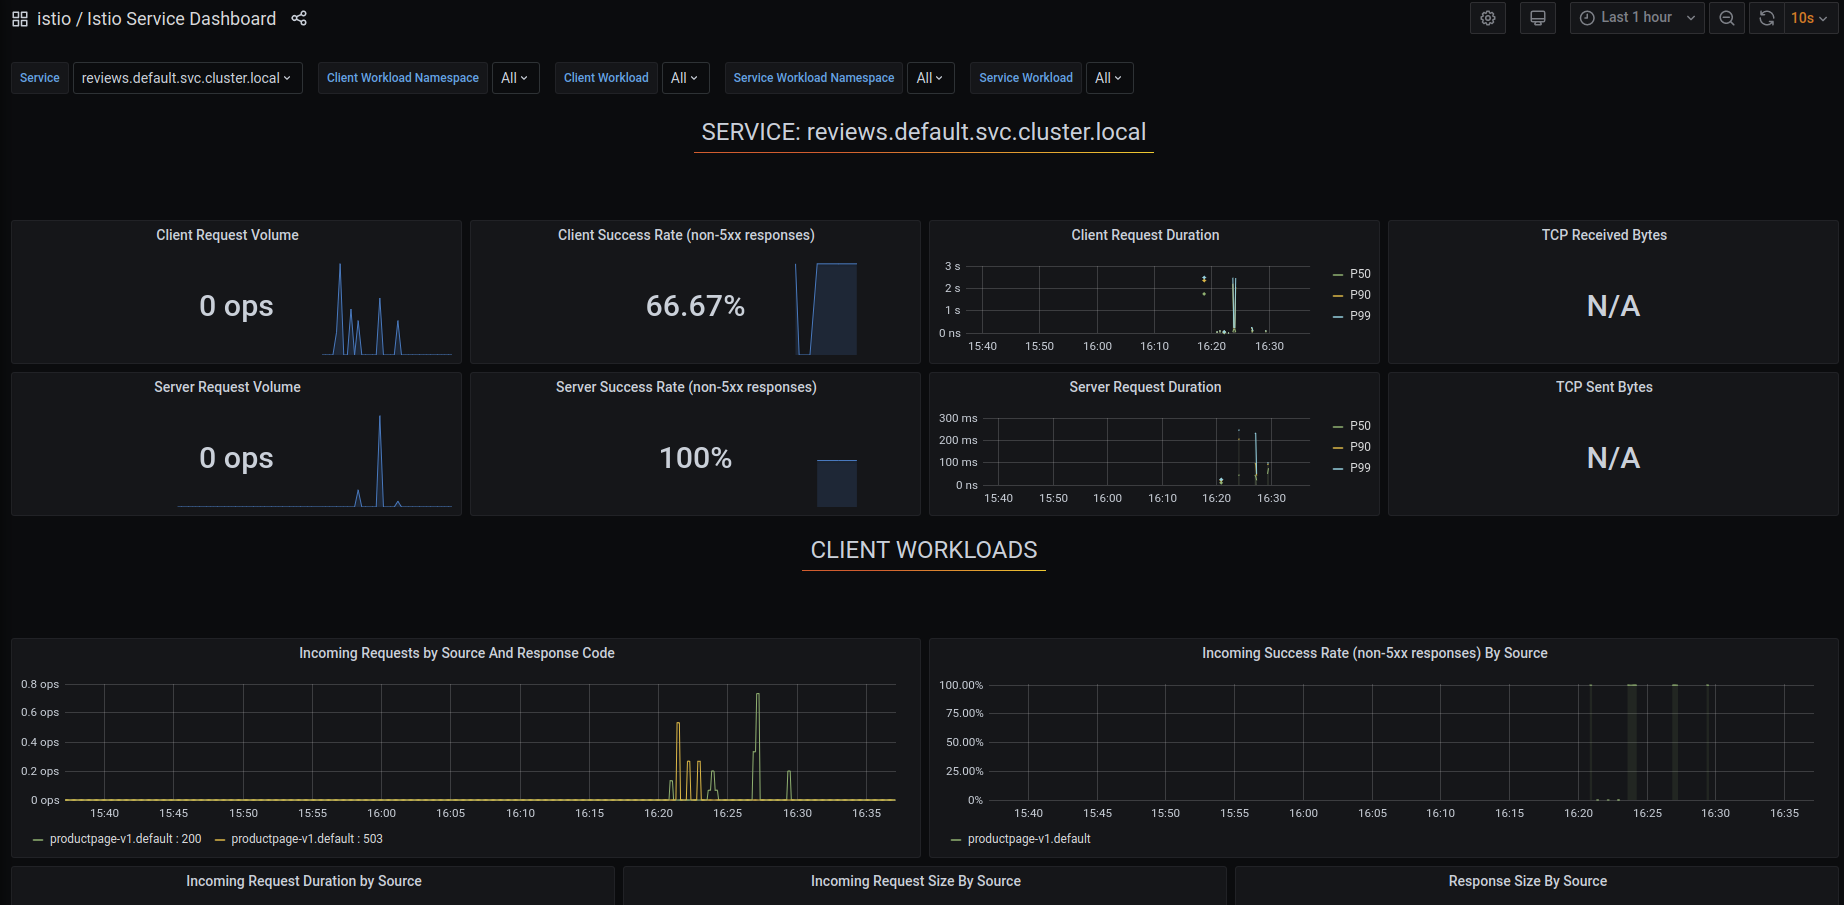 istio / Istio Service Dashboard
Last 1 hour
10s
Service reviews.default.svc.cluster.local Client Workload Namespace All Client Workload All Service Workload Namespace All Service Workload All
SERVICE: reviews.default.svc.cluster.local
Client Request Volume
0 ops
Client Success Rate (non-5xx responses)
66.67%
Client Request Duration
3 s
2 s
1 s
0 ns
15:40 15:50 16:00 16:10 16:20 16:30
P50
P90
P99
TCP Received Bytes
N/A
Server Request Volume
0 ops
Server Success Rate (non-5xx responses)
100%
Server Request Duration
300 ms
200 ms
100 ms
0 ns
15:40 15:50 16:00 16:10 16:20 16:30
P50
P90
P99
TCP Sent Bytes
N/A
CLIENT WORKLOADS
Incoming Requests by Source And Response Code
0.8 ops
0.6 ops
0.4 ops
0.2 ops
0 ops
15:40 15:45 15:50 15:55 16:00 16:05 16:10 16:15 16:20 16:25 16:30 16:35
productpage-v1.default : 200 productpage-v1.default : 503
Incoming Success Rate (non-5xx responses) By Source
100.00%
75.00%
50.00%
25.00%
0%
15:40 15:45 15:50 15:55 16:00 16:05 16:10 16:15 16:20 16:25 16:30 16:35
productpage-v1.default
Incoming Request Duration by Source
Incoming Request Size By Source
Response Size By Source